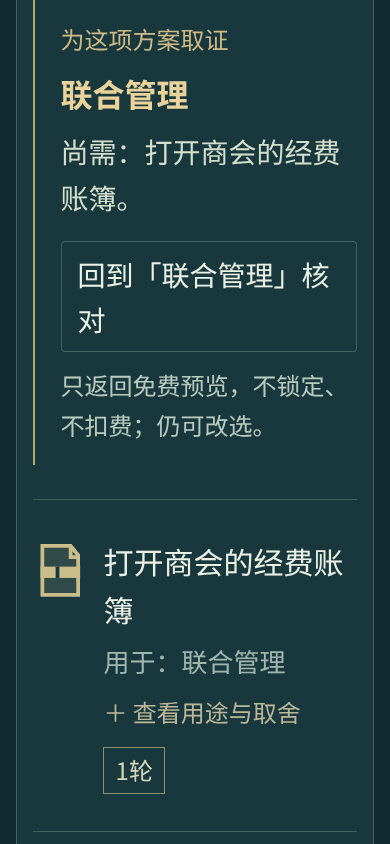 为这项方案取证
联合管理
尚需：打开商会的经费
账簿。
回到「联合管理」核
对
只返回免费预览，不锁定、
不扣费；仍可改选。
打开商会的经费账
簿
用于：联合管理
＋ 查看用途与取舍
1轮